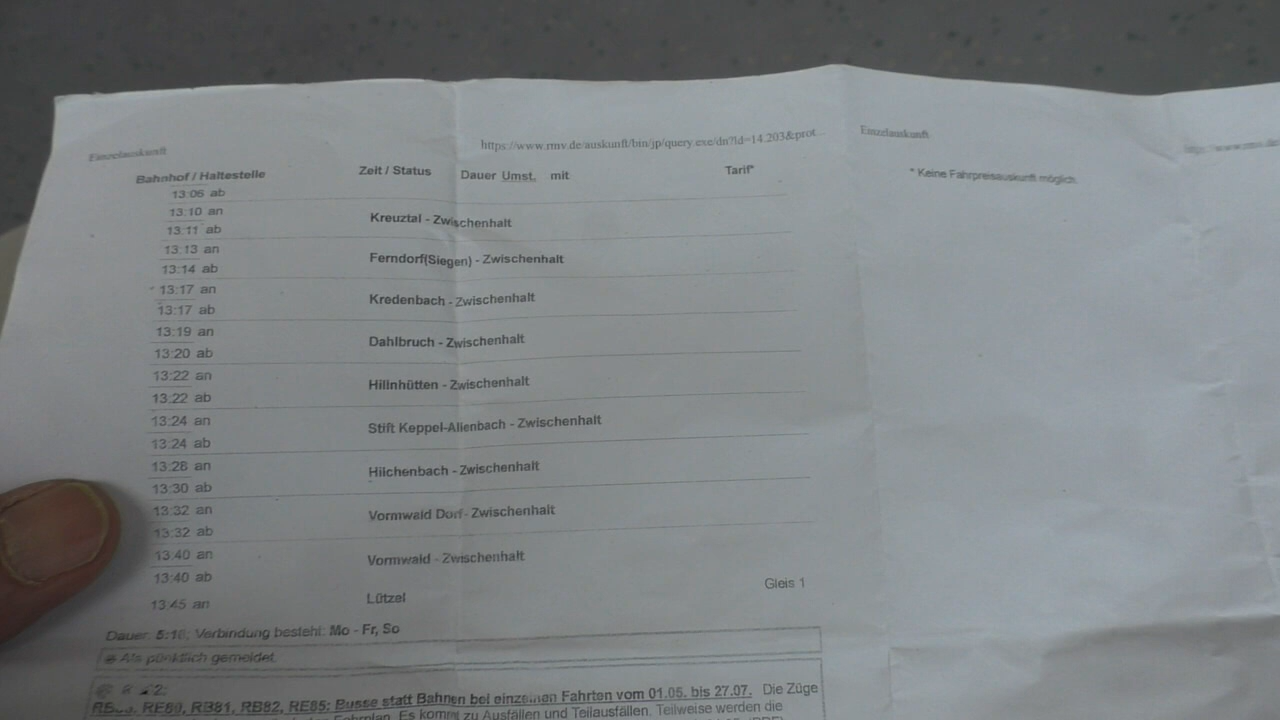 Einzelauskunft
https://www.rmv.de/auskunft/bin/jp/query.exe/dn?ld=14.203&prot...
Einzelauskunft
Bahnhof / Haltestelle Zeit / Status Dauer Umst. mit Tarif*
* Keine Fahrpreisauskunft möglich.
13:06 ab
13:10 an Kreuztal - Zwischenhalt
13:11 ab
13:13 an Ferndorf(Siegen) - Zwischenhalt
13:14 ab
13:17 an Kredenbach - Zwischenhalt
13:17 ab
13:19 an Dahlbruch - Zwischenhalt
13:20 ab
13:22 an Hillnhütten - Zwischenhalt
13:22 ab
13:24 an Stift Keppel-Allenbach - Zwischenhalt
13:24 ab
13:28 an Hilchenbach - Zwischenhalt
13:30 ab
13:32 an Vormwald Dorf - Zwischenhalt
13:32 ab
13:40 an Vormwald - Zwischenhalt
13:40 ab
13:45 an Lützel Gleis 1
Dauer: Verbindung besteht: Mo - Fr, So
Als pünktlich gemeldet.
2:
RE80, RB81, RB82, RE85: Busse statt Bahnen bei einzelnen Fahrten vom 01.05. bis 27.07. Die Züge
Fahrplan. Es kommt zu Ausfällen und Teilausfällen. Teilweise werden die